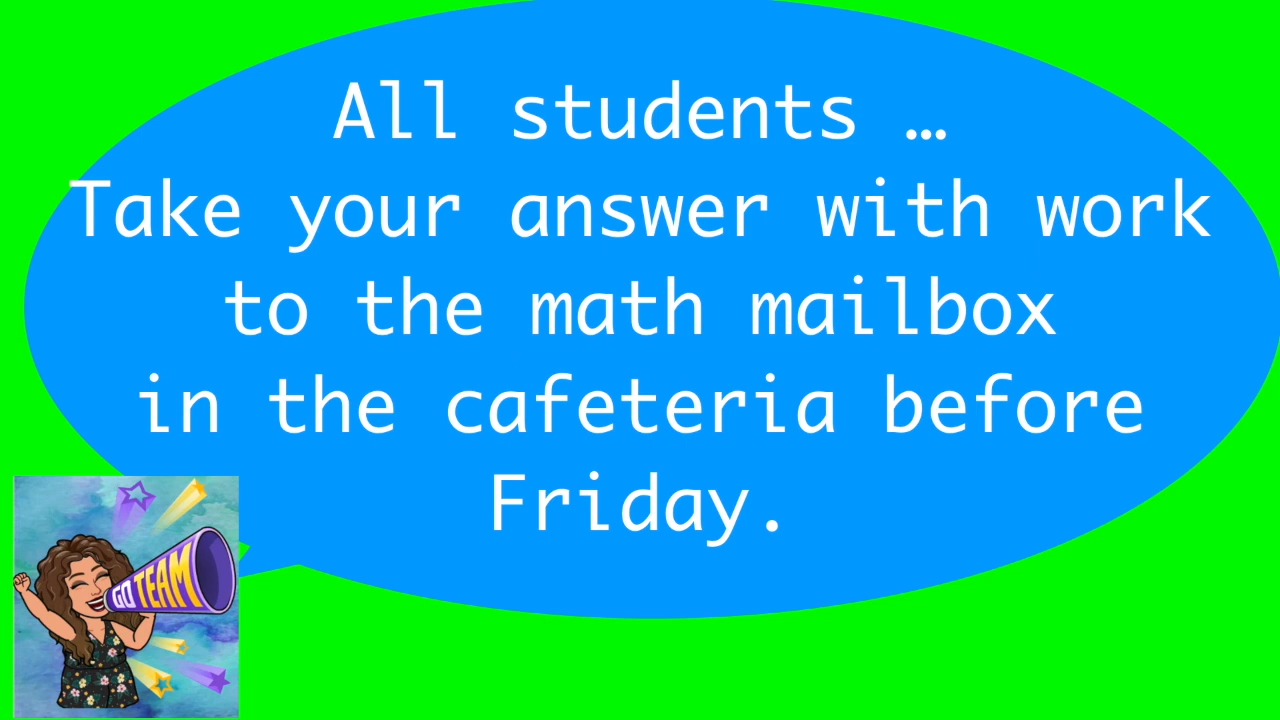 All students …
Take your answer with work
to the math mailbox
in the cafeteria before
Friday.
GO TEAM